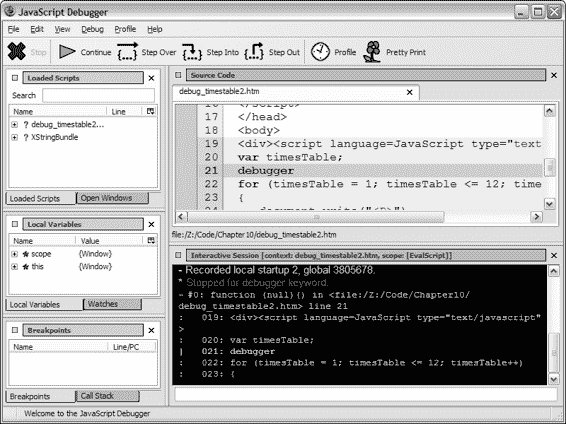 JavaScript Debugger
File Edit View Debug Profile Help
Stop Continue Step Over Step Into Step Out Profile Pretty Print
Loaded Scripts
Search
Name Line
? debug_timestable2...
? XStringBundle
Loaded Scripts Open Windows
Local Variables
Name Value
scope {Window}
this {Window}
Local Variables Watches
Breakpoints
Name Line/PC
Breakpoints Call Stack
Source Code
debug_timestable2.htm
16 </script>
17 </head>
18 <body>
19 <div><script language=JavaScript type="text
20 var timesTable;
21 debugger
22 for (timesTable = 1; timesTable <= 12; time
23 {
24 document.write("<P>")
file:/Z:/Code/Chapter10/debug_timestable2.htm
Interactive Session [context: debug_timestable2.htm, scope: [EvalScript]]
- Recorded local startup 2, global 3805678.
* Stopped for debugger keyword.
- #0: function {null}() in <file:/Z:/Code/Chapter10/
debug_timestable2.htm> line 21
: 019: <div><script language=JavaScript type="text/javascript"
>
: 020: var timesTable;
] 021: debugger
: 022: for (timesTable = 1; timesTable <= 12; timesTable++)
: 023: {
Welcome to the JavaScript Debugger